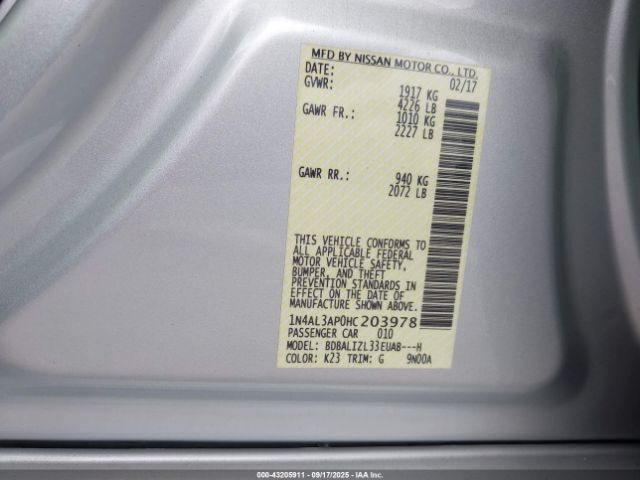 MFD BY NISSAN MOTOR CO., LTD.
DATE: 02/17
GVWR: 1917 KG
4226 LB
GAWR FR.: 1010 KG
2227 LB
GAWR RR.: 940 KG
2072 LB
THIS VEHICLE CONFORMS TO
ALL APPLICABLE FEDERAL
MOTOR VEHICLE SAFETY,
BUMPER, AND THEFT
PREVENTION STANDARDS IN
EFFECT ON THE DATE OF
MANUFACTURE SHOWN ABOVE.
1N4AL3AP0HC203978
PASSENGER CAR 010
MODEL: BDBALIZL33EUAB---H
COLOR: K23 TRIM: G 9N00A
000-43205911 - 09/17/2025 - IAA Inc.